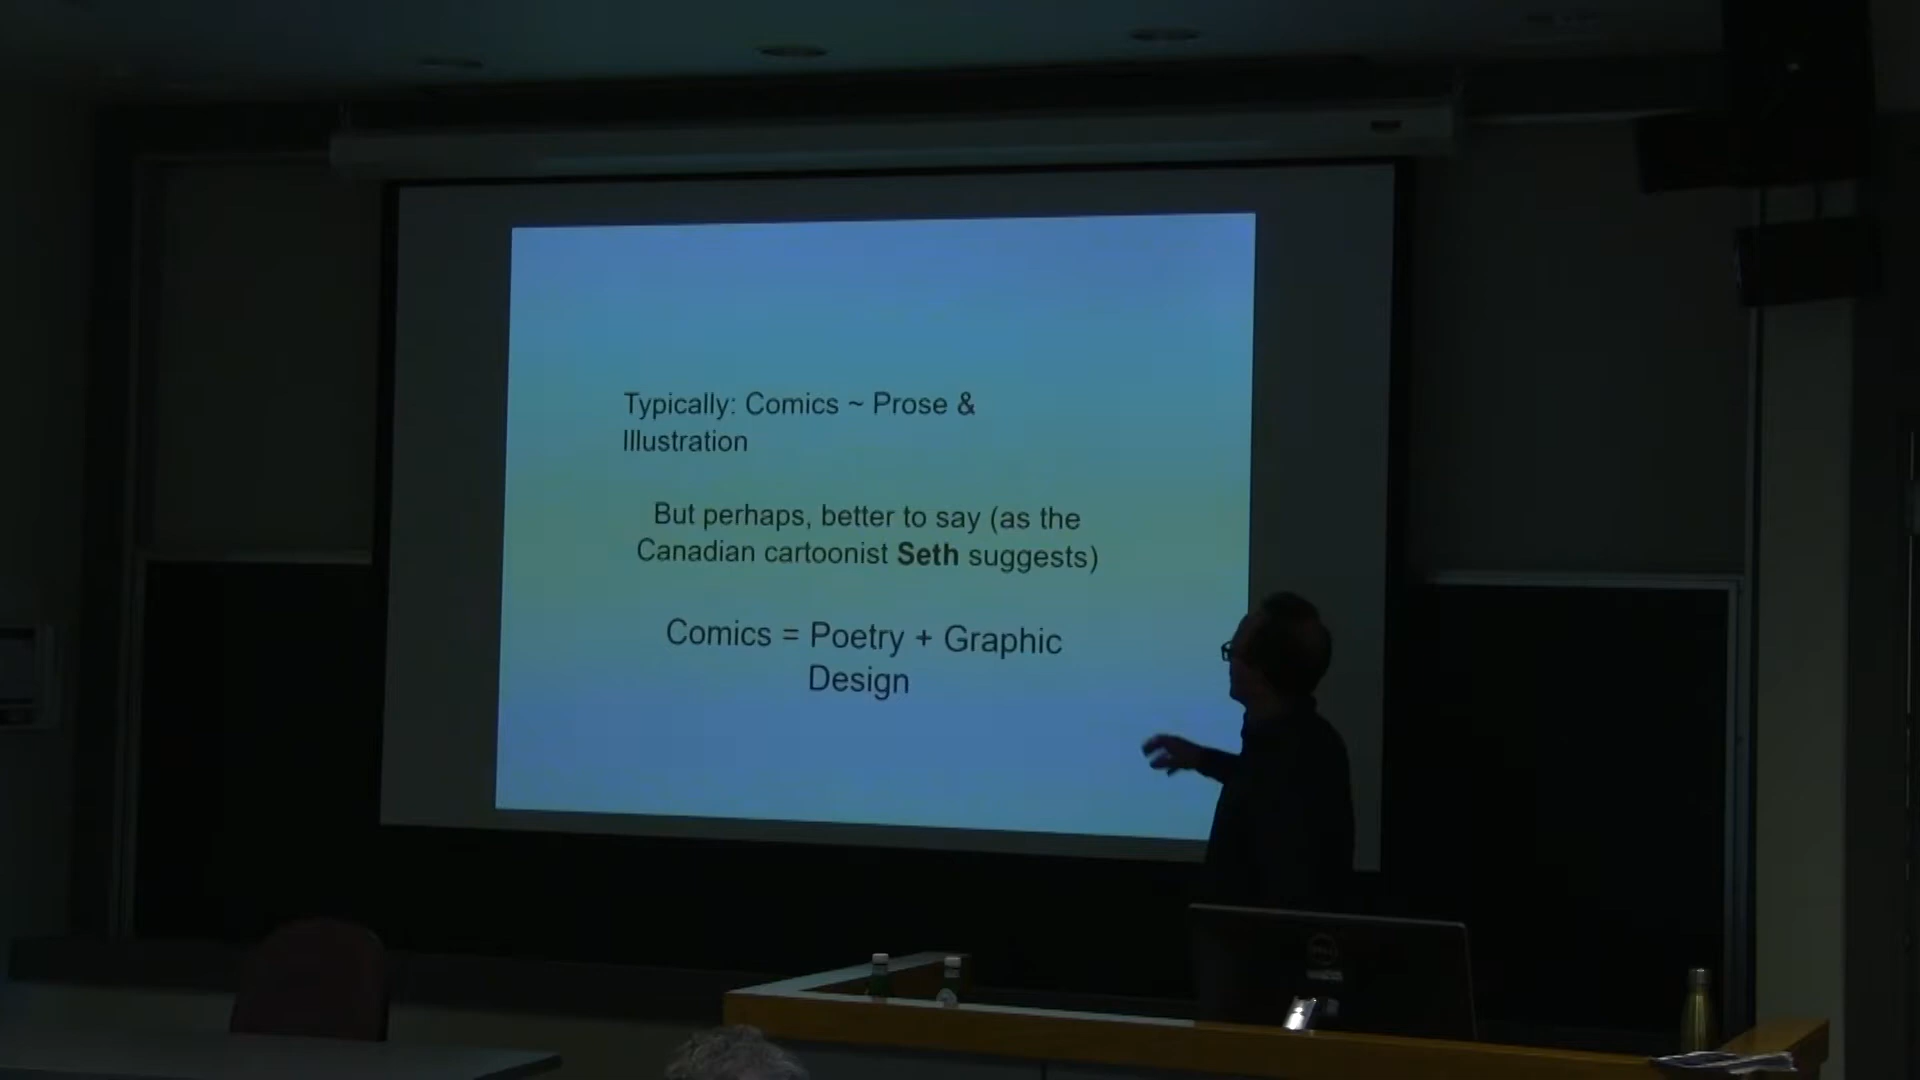 Typically: Comics ~ Prose &
Illustration
But perhaps, better to say (as the
Canadian cartoonist Seth suggests)
Comics = Poetry + Graphic
Design